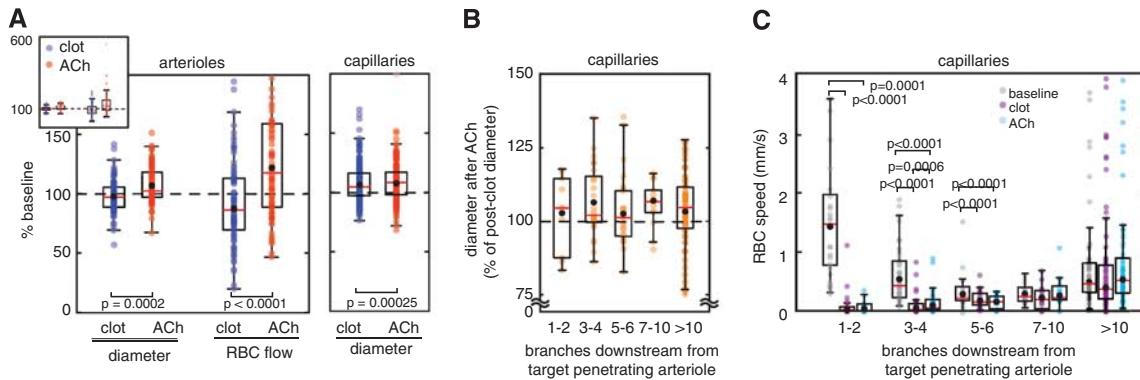 A
600
100
clot
ACh
arterioles
capillaries
% baseline
150
100
50
0
p = 0.0002
p < 0.0001
p = 0.00025
clot ACh
clot ACh
clot ACh
diameter
RBC flow
diameter
B
capillaries
diameter after ACh
(% of post-clot diameter)
150
125
100
75
0
1-2 3-4 5-6 7-10 >10
branches downstream from
target penetrating arteriole
C
capillaries
RBC speed (mm/s)
4
3
2
1
0
p=0.0001
p<0.0001
baseline
clot
ACh
p<0.0001
p=0.0006
p<0.0001
p<0.0001
p<0.0001
1-2 3-4 5-6 7-10 >10
branches downstream from
target penetrating arteriole